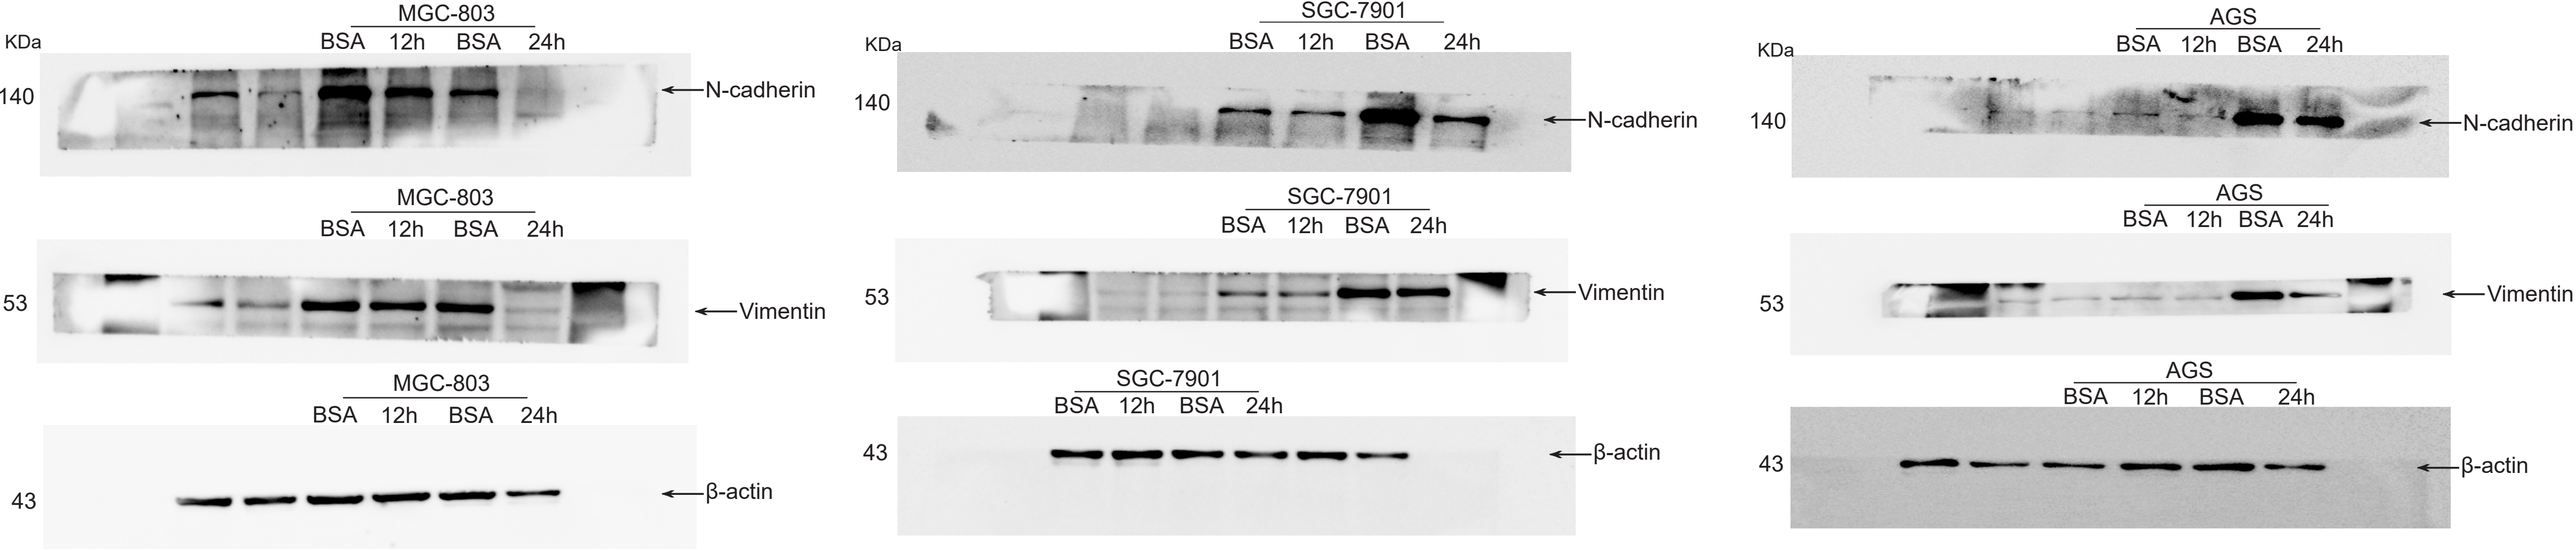 MGC-803
KDa BSA 12h BSA 24h
140 N-cadherin
SGC-7901
KDa BSA 12h BSA 24h
140 N-cadherin
AGS
KDa BSA 12h BSA 24h
140 N-cadherin
MGC-803
BSA 12h BSA 24h
53 Vimentin
SGC-7901
BSA 12h BSA 24h
53 Vimentin
AGS
BSA 12h BSA 24h
53 Vimentin
MGC-803
BSA 12h BSA 24h
43 β-actin
SGC-7901
BSA 12h BSA 24h
43 β-actin
AGS
BSA 12h BSA 24h
43 β-actin